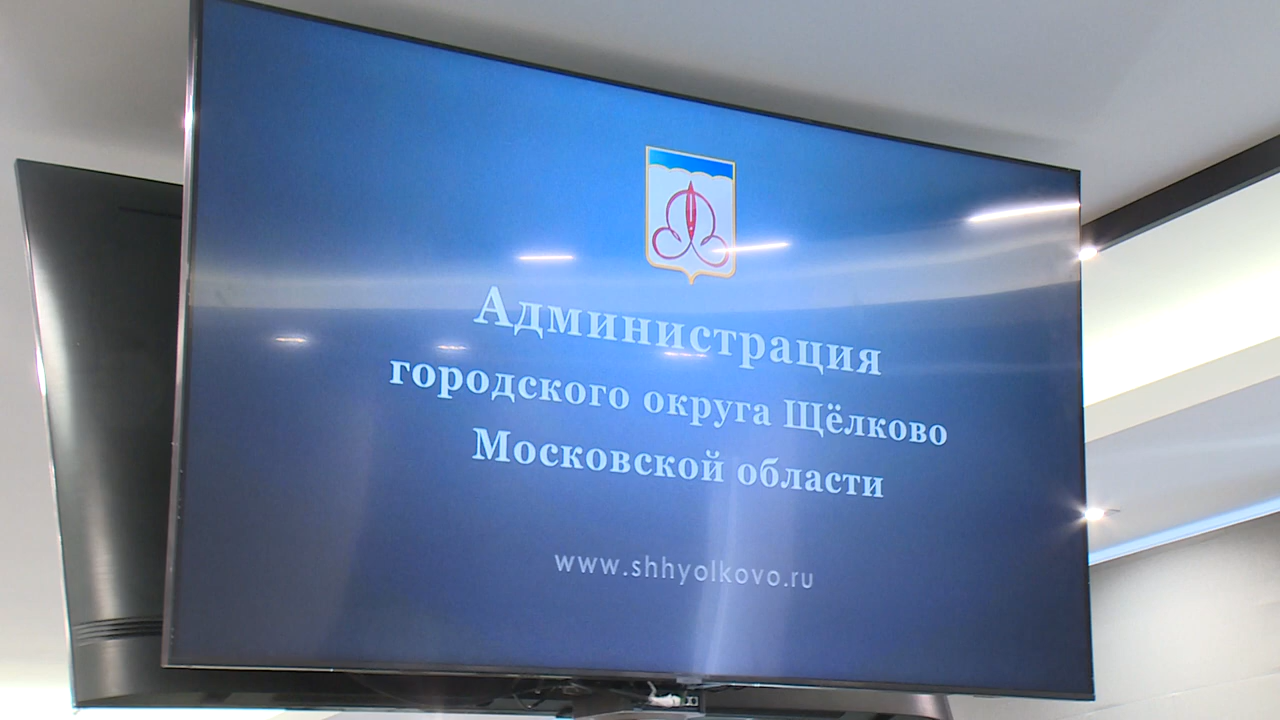 Администрация
городского округа Щёлково
Московской области
www.shhyolkovo.ru